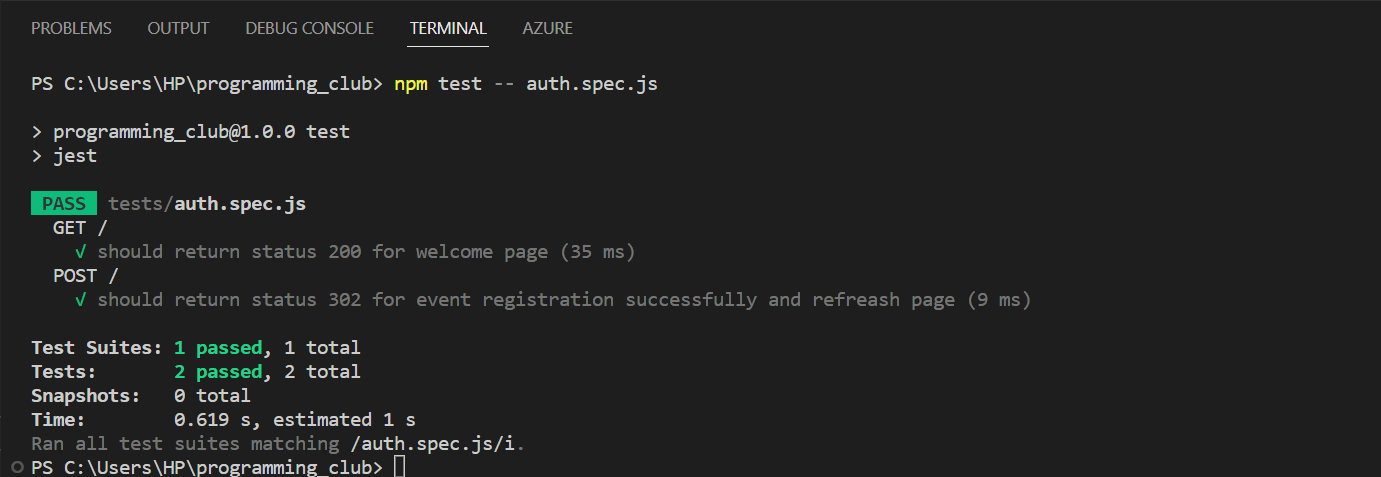 PROBLEMS OUTPUT DEBUG CONSOLE TERMINAL AZURE
PS C:\Users\HP\programming_club> npm test -- auth.spec.js
> programming_club@1.0.0 test
> jest
PASS tests/auth.spec.js
GET /
√ should return status 200 for welcome page (35 ms)
POST /
√ should return status 302 for event registration successfully and refreash page (9 ms)
Test Suites: 1 passed, 1 total
Tests: 2 passed, 2 total
Snapshots: 0 total
Time: 0.619 s, estimated 1 s
Ran all test suites matching /auth.spec.js/i.
PS C:\Users\HP\programming_club>